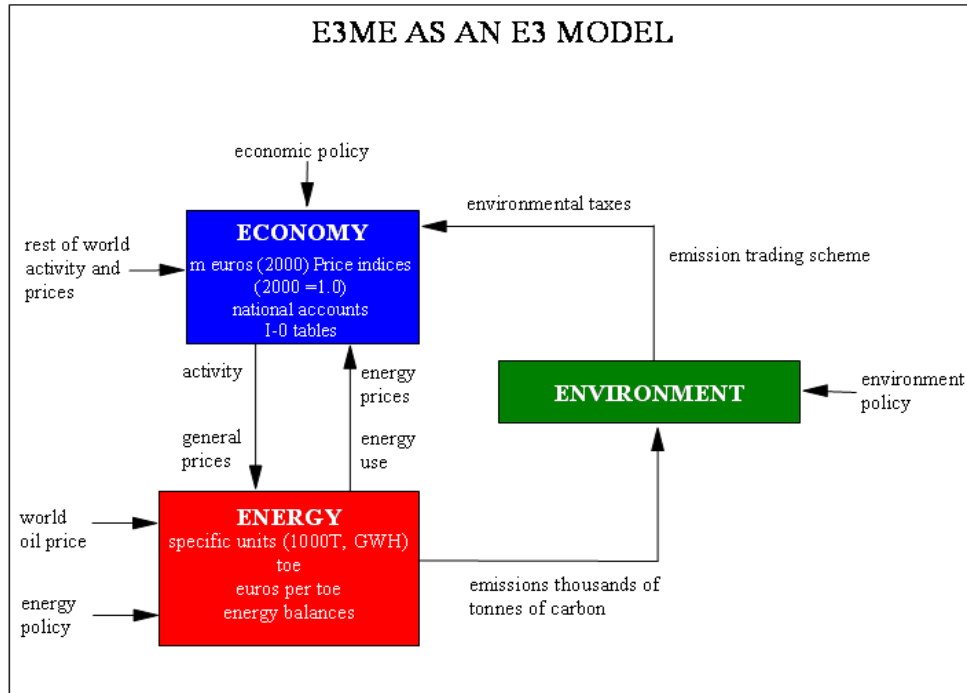 E3ME AS AN E3 MODEL
economic policy
environmental taxes
ECONOMY
m euros (2000) Price indices
(2000 =1.0)
national accounts
I-0 tables
rest of world
activity and
prices
emission trading scheme
activity
energy
prices
general
prices
energy
use
ENVIRONMENT
environment
policy
ENERGY
specific units (1000T, GWH)
toe
euros per toe
energy balances
world
oil price
energy
policy
emissions thousands of
tonnes of carbon